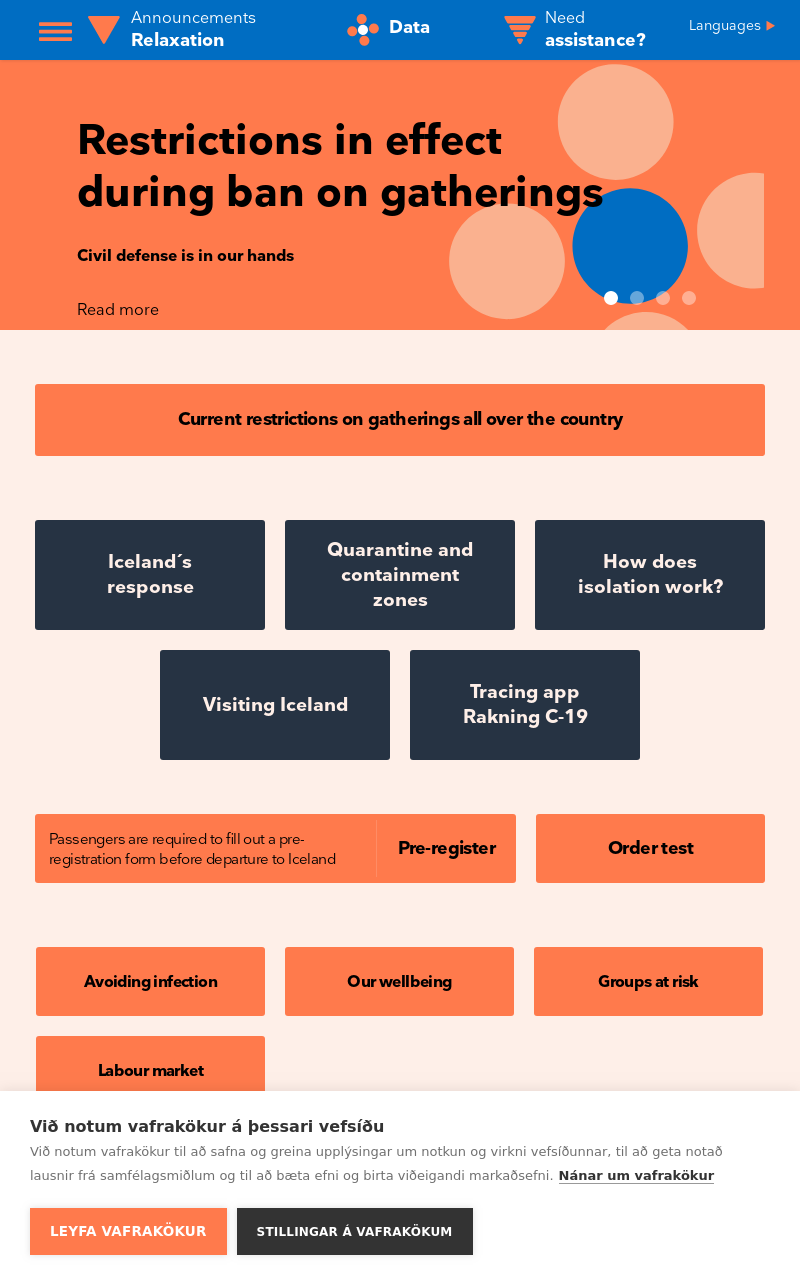 Announcements
Relaxation
Data
Need
assistance?
Languages
Restrictions in effect
during ban on gatherings
Civil defense is in our hands
Read more
Current restrictions on gatherings all over the country
Iceland´s
response
Quarantine and
containment
zones
How does
isolation work?
Visiting Iceland
Tracing app
Rakning C-19
Passengers are required to fill out a pre-
registration form before departure to Iceland
Pre-register
Order test
Avoiding infection
Our wellbeing
Groups at risk
Labour market
Við notum vafrakökur á þessari vefsíðu
Við notum vafrakökur til að safna og greina upplýsingar um notkun og virkni vefsíðunnar, til að geta notað
lausnir frá samfélagsmiðlum og til að bæta efni og birta viðeigandi markaðsefni. Nánar um vafrakökur
LEYFA VAFRAKÖKUR
STILLINGAR Á VAFRAKÖKUM